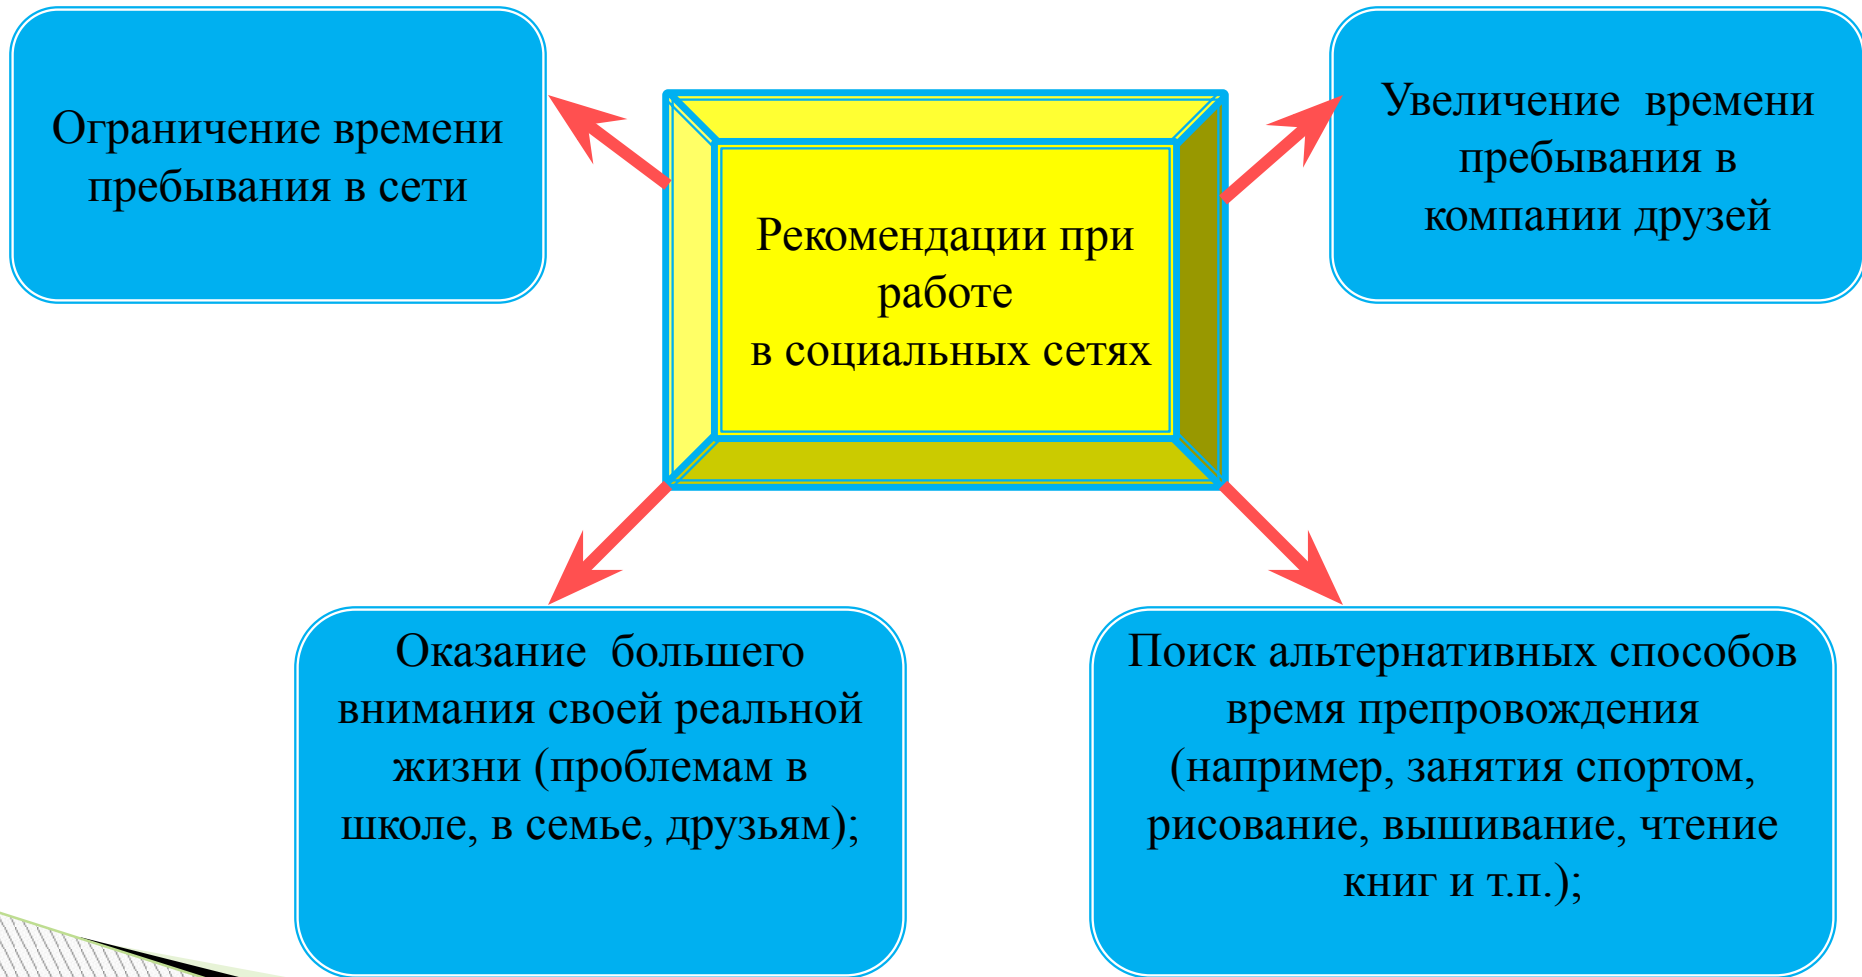 Ограничение времени
пребывания в сети
Увеличение  времени
пребывания в
компании друзей
Рекомендации при
работе
в социальных сетях
Оказание  большего
внимания своей реальной
жизни (проблемам в
школе, в семье, друзьям);
Поиск альтернативных способов
время препровождения
(например, занятия спортом,
рисование, вышивание, чтение
книг и т.п.);